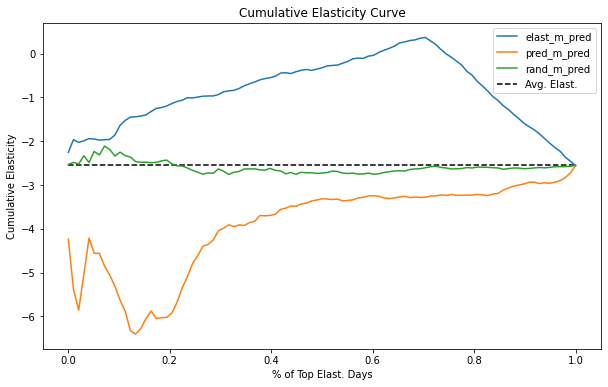 Cumulative Elasticity Curve
elast_m_pred
pred_m_pred
rand_m_pred
Avg. Elast.
Cumulative Elasticity
0
−1
−2
−3
−4
−5
−6
0.0 0.2 0.4 0.6 0.8 1.0
% of Top Elast. Days